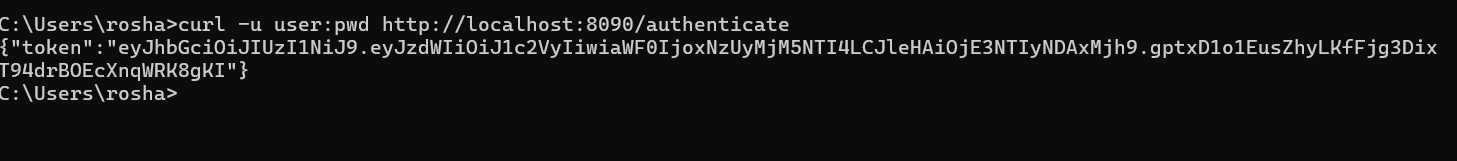 C:\Users\rosha>curl -u user:pwd http://localhost:8090/authenticate
{"token":"eyJhbGciOiJIUzI1NiJ9.eyJzdWIiOiJ1c2VyIiwiaWF0IjoxNzUyMjM5NTI4LCJleHAiOjE3NTIyNDAxMjh9.gptxD1o1EusZhyLKfFjg3Dix
T94drBOEcXnqWRK8gKI"}
C:\Users\rosha>